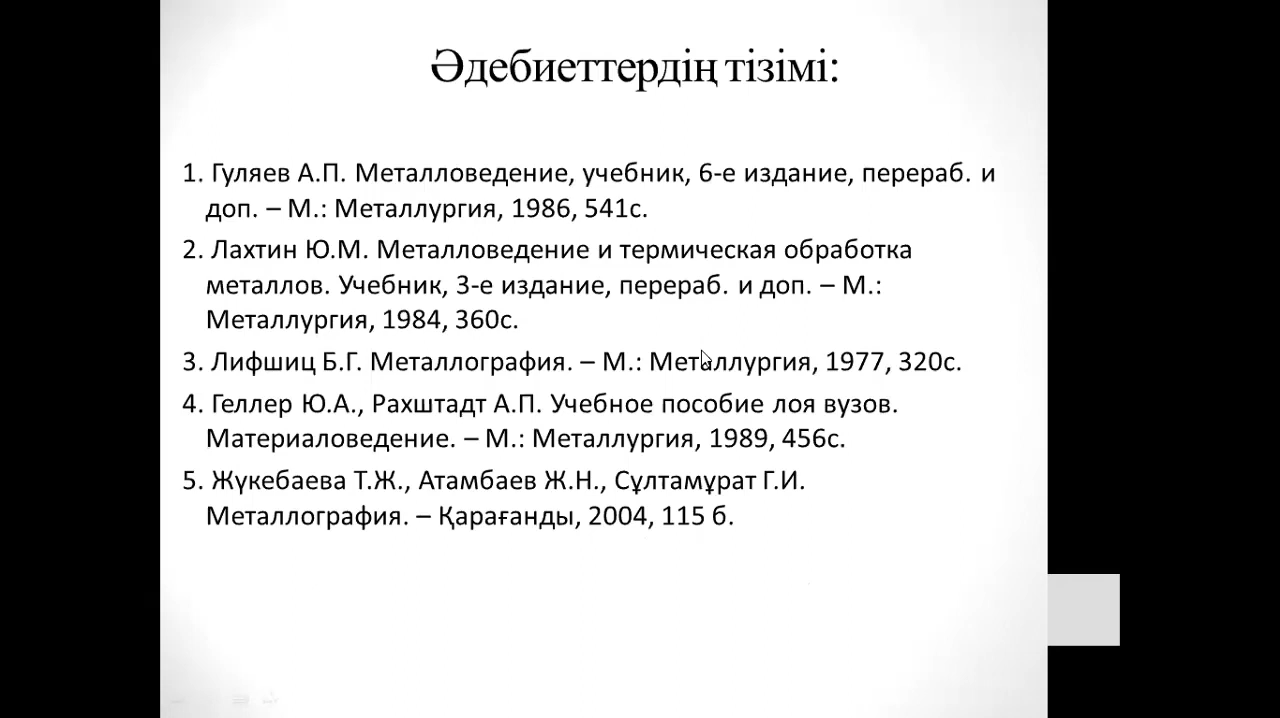 Әдебиеттердің тізімі:
1. Гуляев А.П. Металловедение, учебник, 6-е издание, перераб. и
доп. – М.: Металлургия, 1986, 541с.
2. Лахтин Ю.М. Металловедение и термическая обработка
металлов. Учебник, 3-е издание, перераб. и доп. – М.:
Металлургия, 1984, 360с.
3. Лифшиц Б.Г. Металлография. – М.: Металлургия, 1977, 320с.
4. Геллер Ю.А., Рахштадт А.П. Учебное пособие лоя вузов.
Материаловедение. – М.: Металлургия, 1989, 456с.
5. Жүкебаева Т.Ж., Атамбаев Ж.Н., Сұлтамұрат Г.И.
Металлография. – Қарағанды, 2004, 115 б.